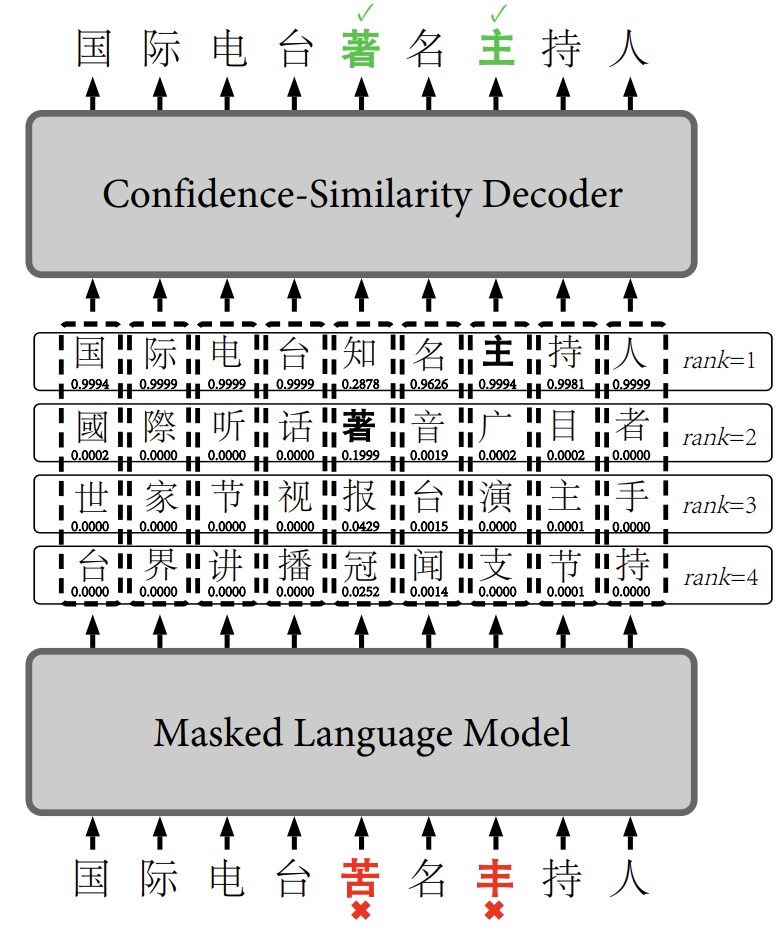 ✓ ✓
国 际 电 台 著 名 主 持 人
Confidence-Similarity Decoder
国 际 电 台 知 名 主 持 人 rank=1
0.9994 0.9999 0.9999 0.9999 0.2878 0.9626 0.9994 0.9981 0.9999
國 際 听 话 著 音 广 目 者 rank=2
0.0002 0.0000 0.0000 0.0000 0.1999 0.0019 0.0002 0.0002 0.0000
世 家 节 视 报 台 演 主 手 rank=3
0.0000 0.0000 0.0000 0.0000 0.0429 0.0015 0.0000 0.0001 0.0000
台 界 讲 播 冠 闻 支 节 持 rank=4
0.0000 0.0000 0.0000 0.0000 0.0252 0.0014 0.0000 0.0001 0.0000
Masked Language Model
国 际 电 台 苦 名 丰 持 人
✖ ✖